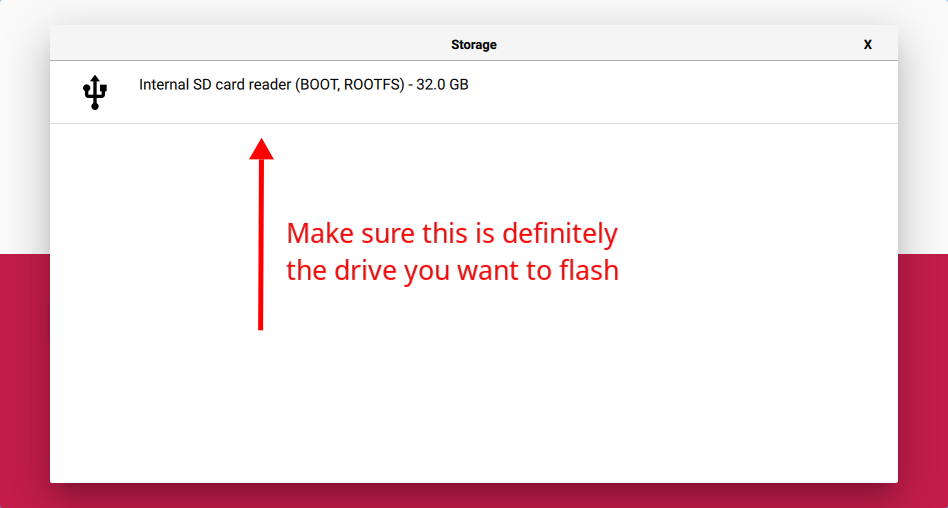 Storage
X
Internal SD card reader (BOOT, ROOTFS) - 32.0 GB
Make sure this is definitely
the drive you want to flash